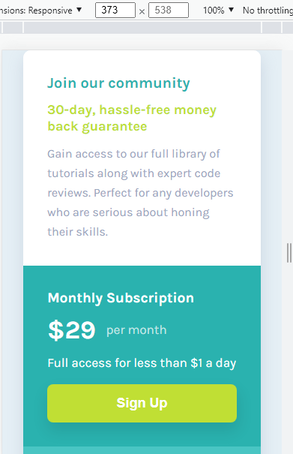 nsions: Responsive ▼ 373 × 538 100% ▼ No throttling
Join our community
30-day, hassle-free money
back guarantee
Gain access to our full library of
tutorials along with expert code
reviews. Perfect for any developers
who are serious about honing
their skills.
Monthly Subscription
$29 per month
Full access for less than $1 a day
Sign Up